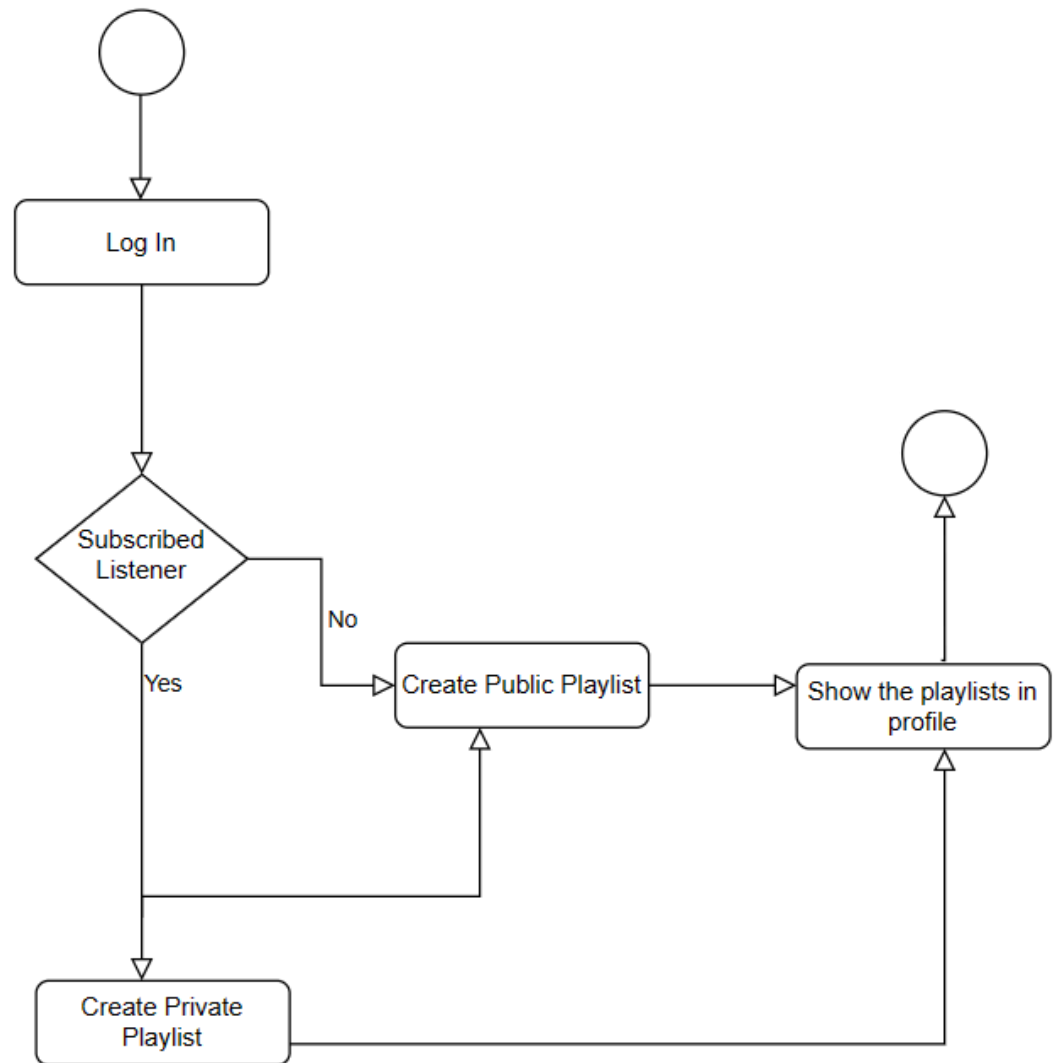 Log In
Subscribed
Listener
No
Yes
Create Public Playlist
Show the playlists in
profile
Create Private
Playlist